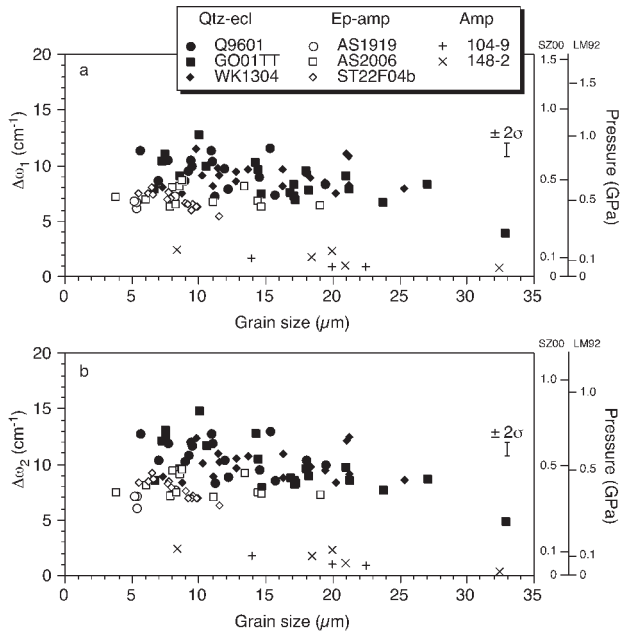 Qtz-ecl Ep-amp Amp
Q9601 AS1919 104-9
GO01TT AS2006 148-2
WK1304 ST22F04b
a
20
15
10
5
0
Δω1 (cm-1)
0 5 10 15 20 25 30 35
Grain size (μm)
± 2σ
SZ00 LM92
1.5
1.0
0.5
0.1
1.5
1.0
0.5
0.1
0 0
Pressure (GPa)
b
20
15
10
5
0
Δω2 (cm-1)
0 5 10 15 20 25 30 35
Grain size (μm)
± 2σ
SZ00 LM92
1.0
0.5
0.1
0
1.0
0.5
0.1
0
Pressure (GPa)